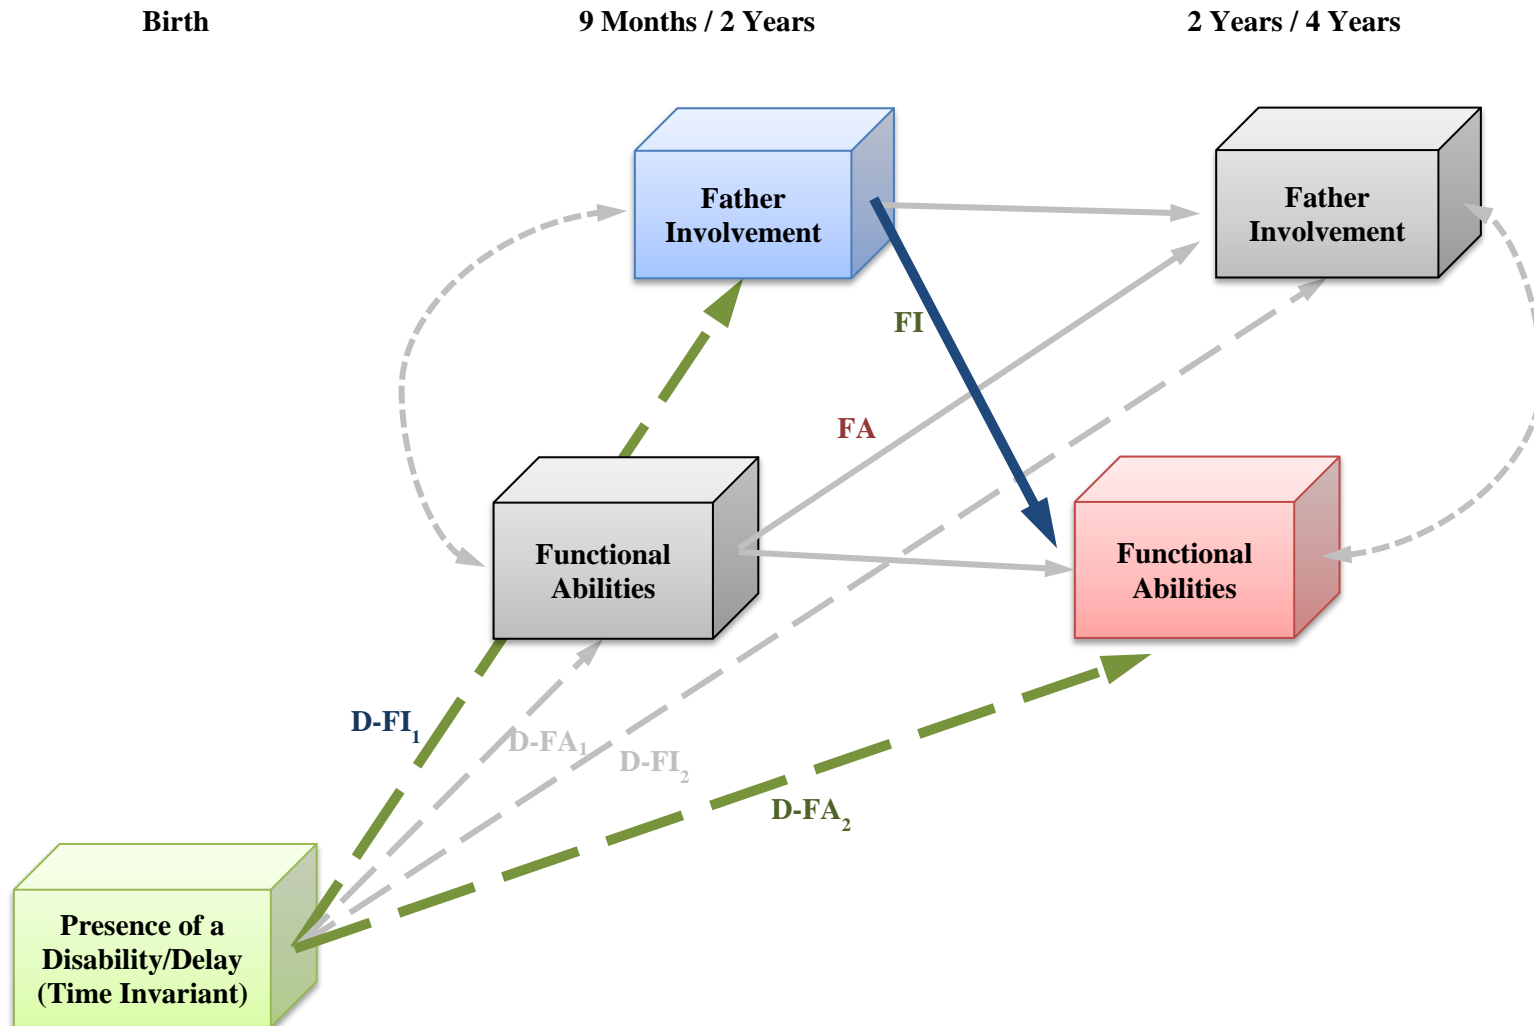 Birth
9 Months / 2 Years
2 Years / 4 Years
Father
Involvement
Father
Involvement
FI
FA
Functional
Abilities
Functional
Abilities
D-FI₁
D-FA₁
D-FI₂
D-FA₂
Presence of a
Disability/Delay
(Time Invariant)